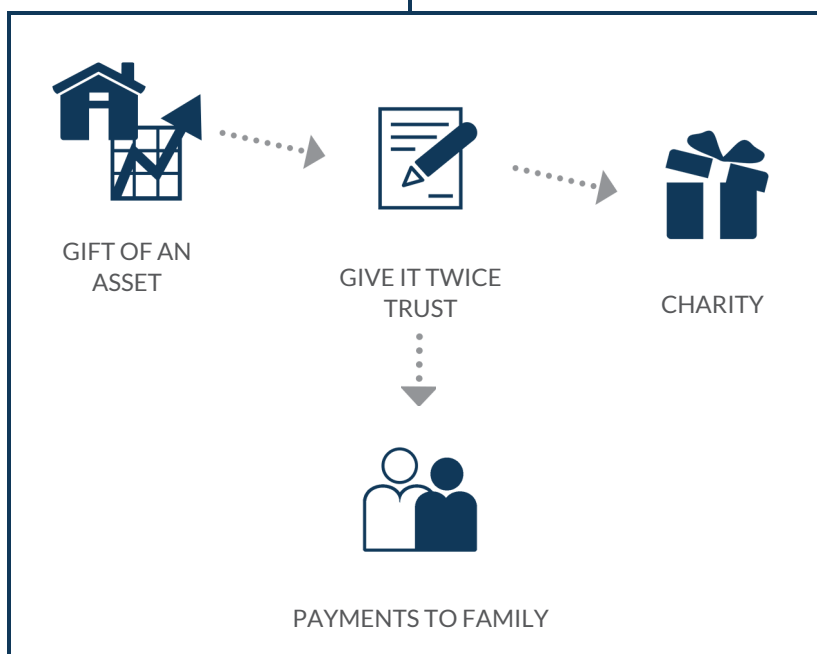 GIFT OF AN
ASSET
GIVE IT TWICE
TRUST
CHARITY
PAYMENTS TO FAMILY